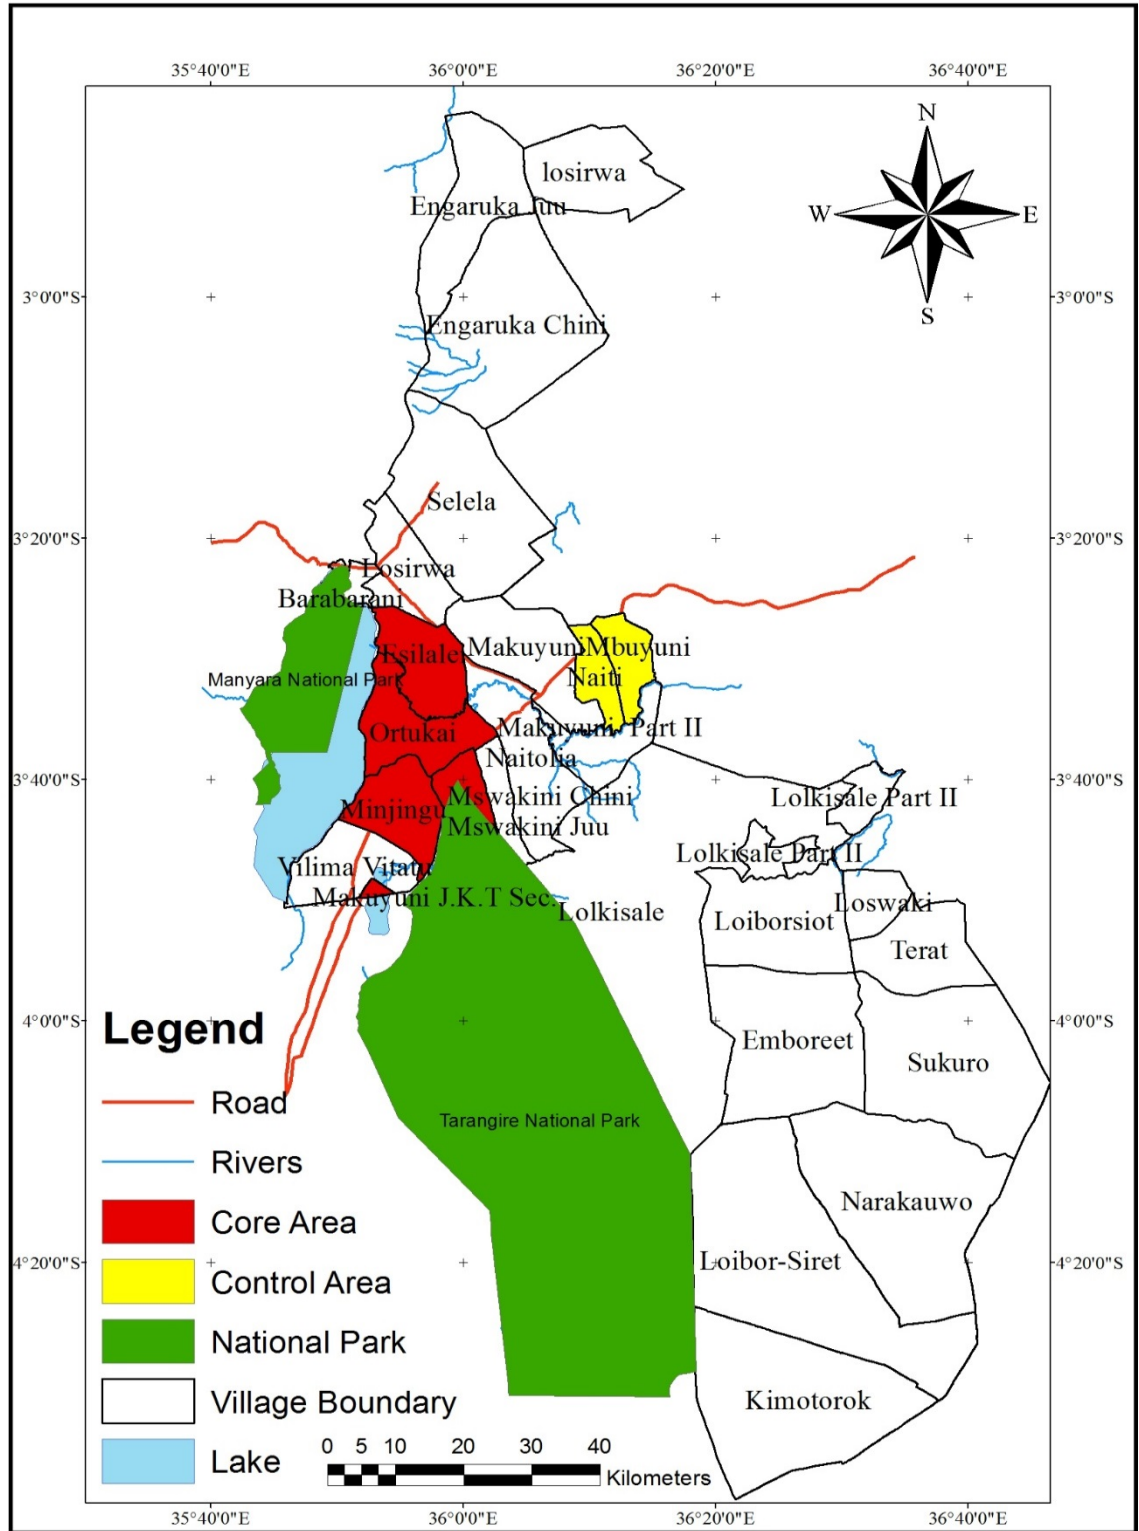 35°40'0"E 36°0'0"E 36°20'0"E 36°40'0"E
N
losirwa
Engaruka Juu
W E
3°0'0"S 3°0'0"S
S
Engaruka Chini
Selela
3°20'0"S 3°20'0"S
Losirwa
Barabarani
Makuyuni Mbuyuni
Esilalei
Manyara National Park
Naiti
Makuyuni Part II
Ortukai
Naitolia
3°40'0"S 3°40'0"S
Mswakini Chini
Lolkisale Part II
Minjingu
Mswakini Juu
Lolkisale Part II
Vilima Vitatu
Makuyuni J.K.T Sec.
Loswaki
Lolkisale
Loiborsiot
Terat
4°0'0"S 4°0'0"S
Legend
Emboreet
Sukuro
Road
Tarangire National Park
Rivers
Narakauwo
Core Area
4°20'0"S 4°20'0"S
Loibor-Siret
Control Area
National Park
Village Boundary
Kimotorok
0 5 10 20 30 40
Lake
Kilometers
35°40'0"E 36°0'0"E 36°20'0"E 36°40'0"E